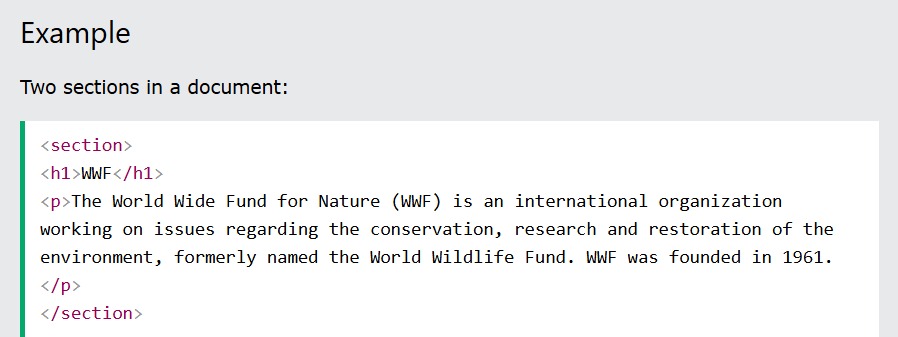 Example
Two sections in a document:
<section>
<h1>WWF</h1>
<p>The World Wide Fund for Nature (WWF) is an international organization
working on issues regarding the conservation, research and restoration of the
environment, formerly named the World Wildlife Fund. WWF was founded in 1961.
</p>
</section>